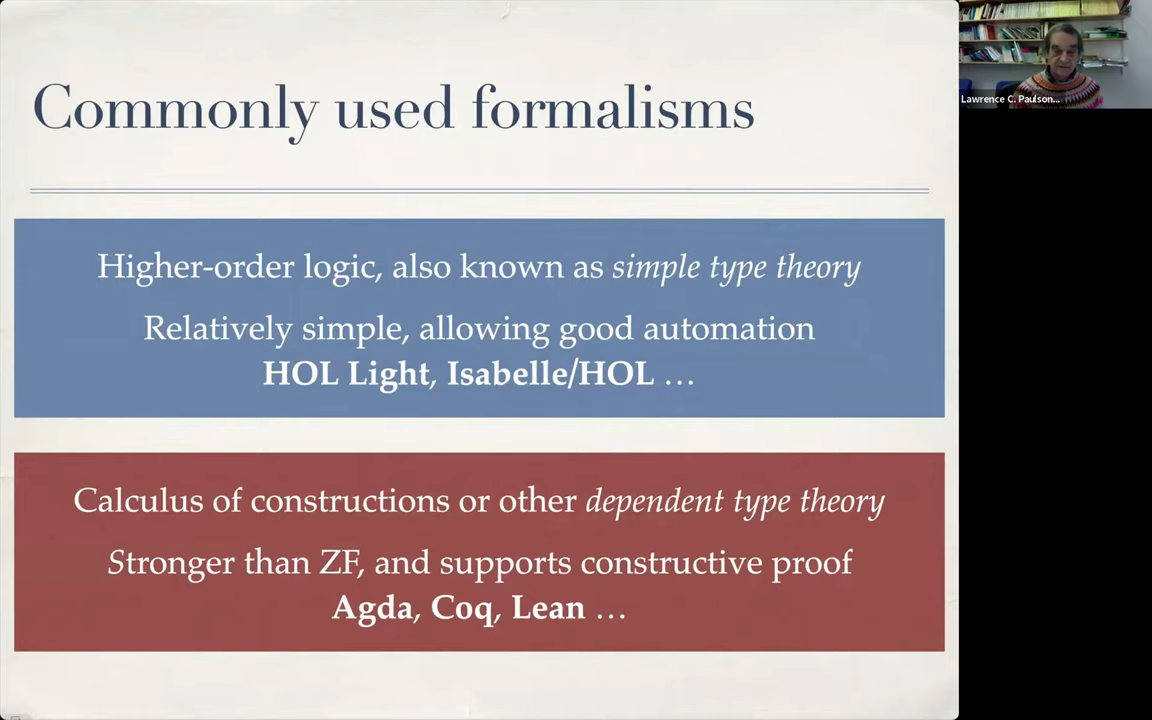 Commonly used formalisms
Higher-order logic, also known as simple type theory
Relatively simple, allowing good automation
HOL Light, Isabelle/HOL …
Calculus of constructions or other dependent type theory
Stronger than ZF, and supports constructive proof
Agda, Coq, Lean …
Lawrence C. Paulson...